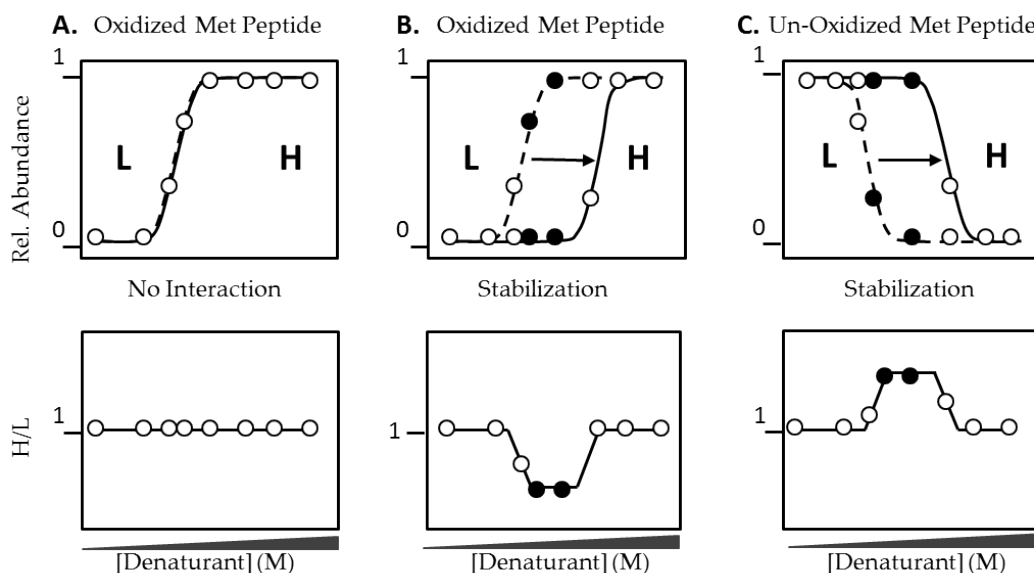 A. Oxidized Met Peptide
B. Oxidized Met Peptide
C. Un-Oxidized Met Peptide
Rel. Abundance
1
0
L
H
1
0
L
H
1
0
L
H
No Interaction
Stabilization
Stabilization
H/L
1
1
1
[Denaturant] (M)
[Denaturant] (M)
[Denaturant] (M)